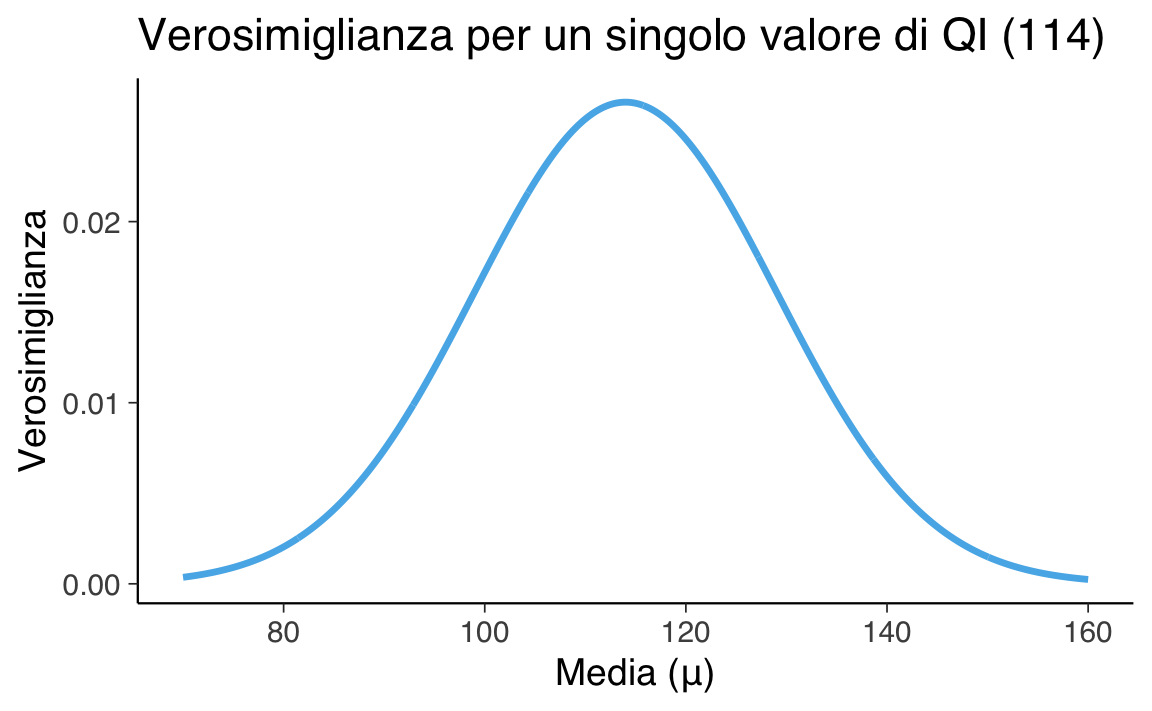 Verosimiglianza per un singolo valore di QI (114)
Verosimiglianza
0.02
0.01
0.00
80 100 120 140 160
Media (μ)